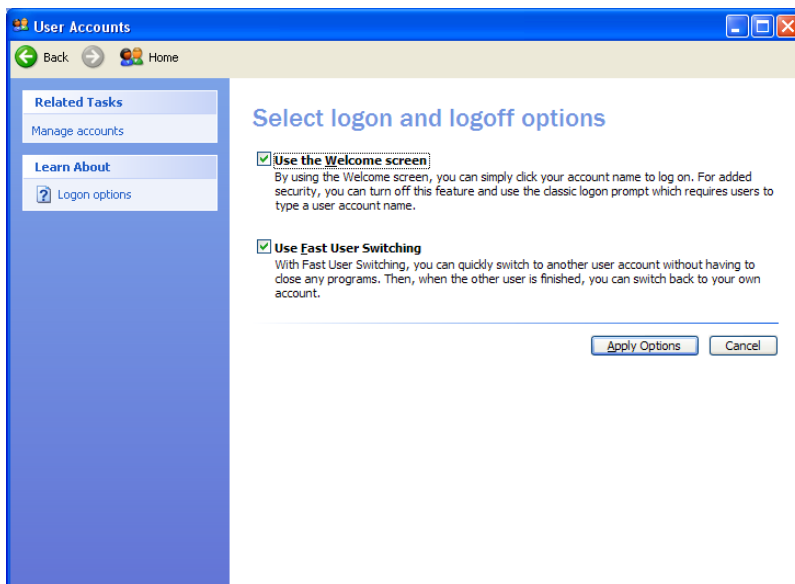 User Accounts
Back Home
Related Tasks
Manage accounts
Learn About
Logon options
Select logon and logoff options
Use the Welcome screen
By using the Welcome screen, you can simply click your account name to log on. For added
security, you can turn off this feature and use the classic logon prompt which requires users to
type a user account name.
Use Fast User Switching
With Fast User Switching, you can quickly switch to another user account without having to
close any programs. Then, when the other user is finished, you can switch back to your own
account.
Apply Options Cancel